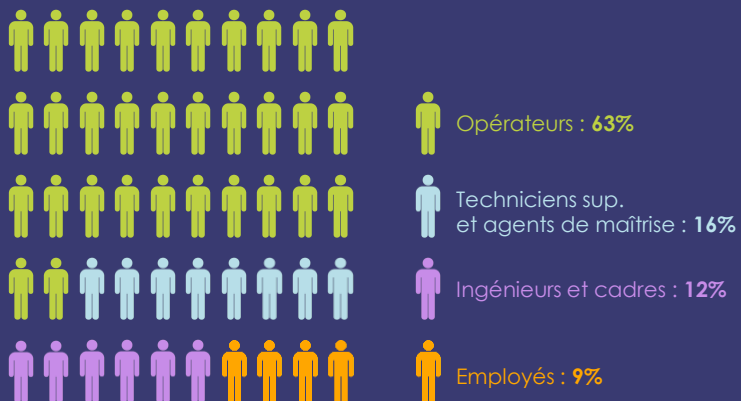 Opérateurs : 63%
Techniciens sup.
et agents de maîtrise : 16%
Ingénieurs et cadres : 12%
Employés : 9%